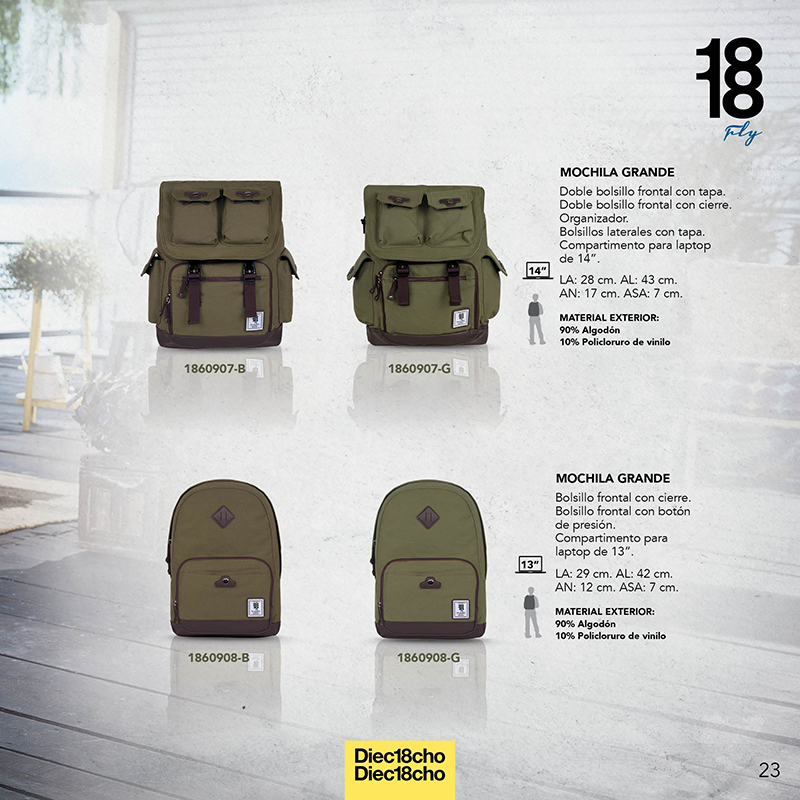 18
18
Fly
MOCHILA GRANDE
Doble bolsillo frontal con tapa.
Doble bolsillo frontal con cierre.
Organizador.
Bolsillos laterales con tapa.
Compartimento para laptop
de 14”.
14”
LA: 28 cm. AL: 43 cm.
AN: 17 cm. ASA: 7 cm.
MATERIAL EXTERIOR:
90% Algodón
10% Policloruro de vinilo
1860907-B
1860907-G
MOCHILA GRANDE
Bolsillo frontal con cierre.
Bolsillo frontal con botón
de presión.
Compartimento para
laptop de 13”.
13”
LA: 29 cm. AL: 42 cm.
AN: 12 cm. ASA: 7 cm.
MATERIAL EXTERIOR:
90% Algodón
10% Policloruro de vinilo
1860908-B
1860908-G
Diec18cho
Diec18cho
23